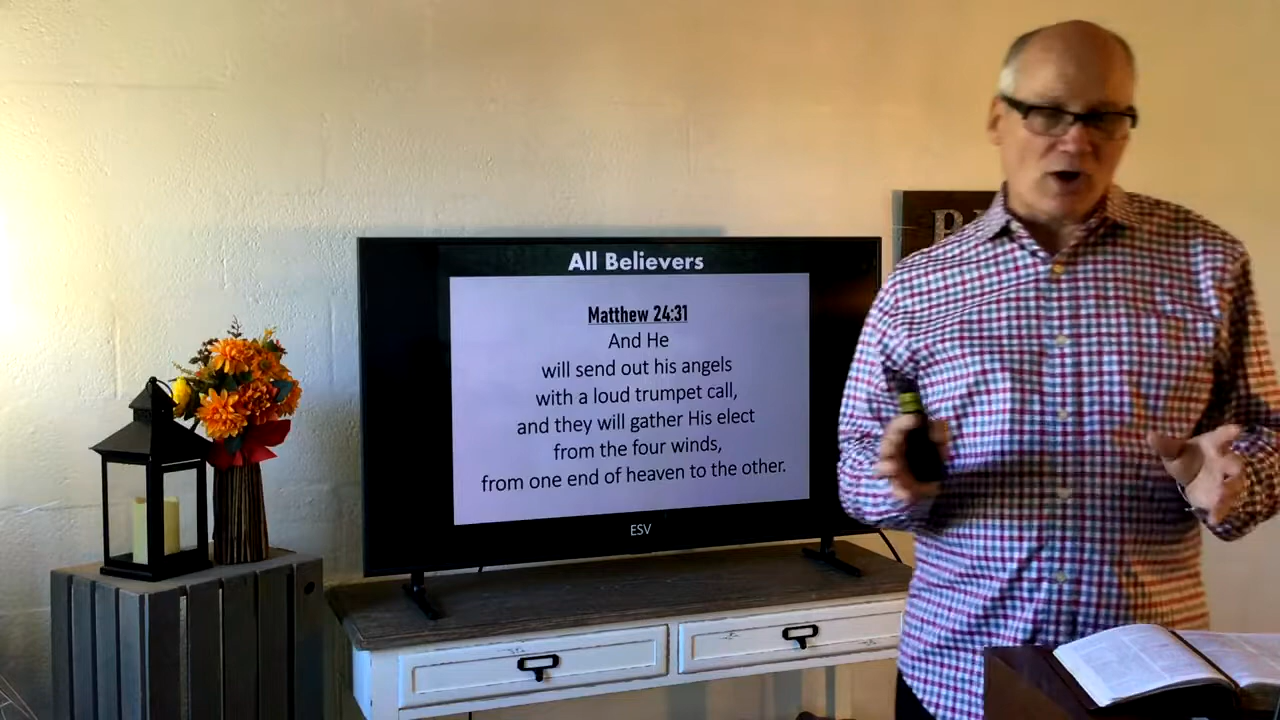 All Believers
Matthew 24:31
And He
will send out his angels
with a loud trumpet call,
and they will gather His elect
from the four winds,
from one end of heaven to the other.
ESV